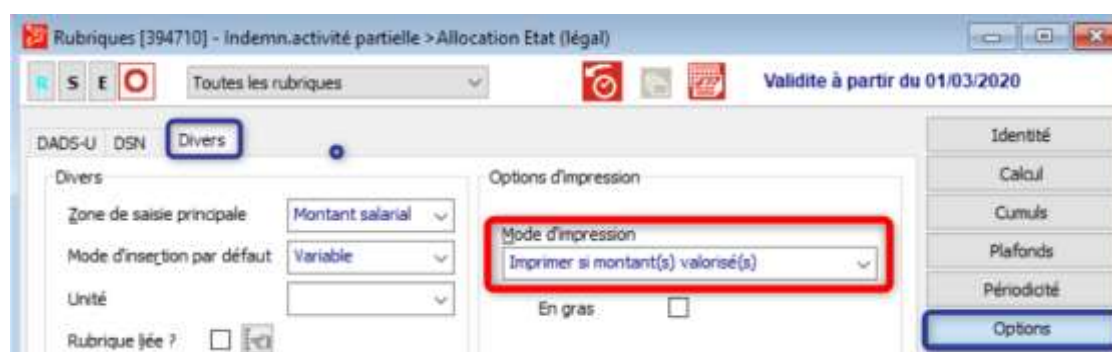 Rubriques [394710] - Indemn.activité partielle >Allocation Etat (légal)
R S E O Toutes les rubriques Validite à partir du 01/03/2020
DADS-U DSN Divers
Identité
Divers Options d'impression
Calcul
Zone de saisie principale Montant salarial
Cumuls
Mode d'impression
Mode d'insertion par défaut Variable
Imprimer si montant(s) valorisé(s)
Plafonds
Unité
En gras
Périodicité
Rubrique liée ?
Options